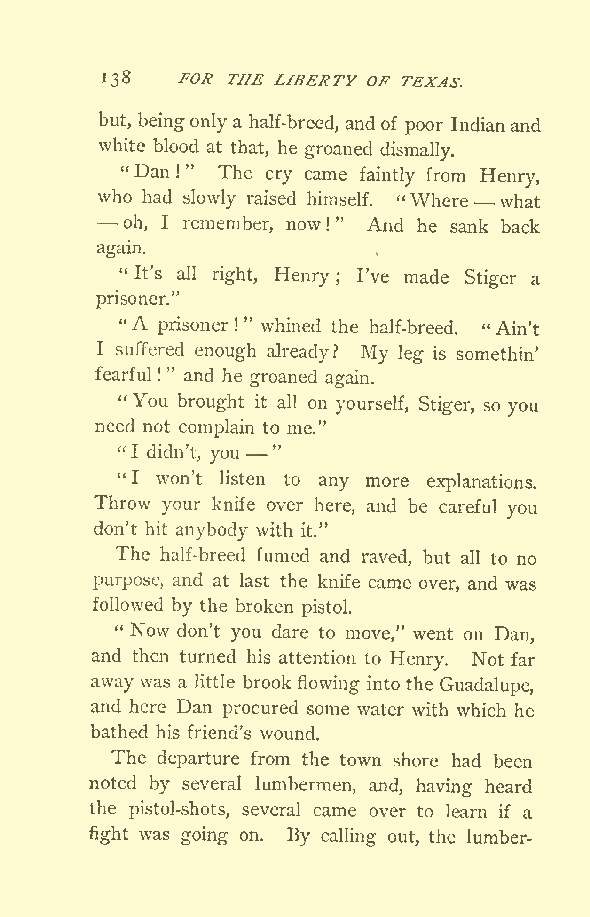 138 FOR THE LIBERTY OF TEXAS.
but, being only a half-breed, and of poor Indian and
white blood at that, he groaned dismally.
"Dan!" The cry came faintly from Henry,
who had slowly raised himself. "Where — what
— oh, I remember, now!" And he sank back
again.
"It's all right, Henry; I've made Stiger a
prisoner."
"A prisoner!" whined the half-breed. "Ain't
I suffered enough already? My leg is somethin'
fearful!" and he groaned again.
"You brought it all on yourself, Stiger, so you
need not complain to me."
"I didn't, you — "
"I won't listen to any more explanations.
Throw your knife over here, and be careful you
don't hit anybody with it."
The half-breed fumed and raved, but all to no
purpose, and at last the knife came over, and was
followed by the broken pistol.
"Now don't you dare to move," went on Dan,
and then turned his attention to Henry. Not far
away was a little brook flowing into the Guadalupe,
and here Dan procured some water with which he
bathed his friend's wound.
The departure from the town shore had been
noted by several lumbermen, and, having heard
the pistol-shots, several came over to learn if a
fight was going on. By calling out, the lumber-